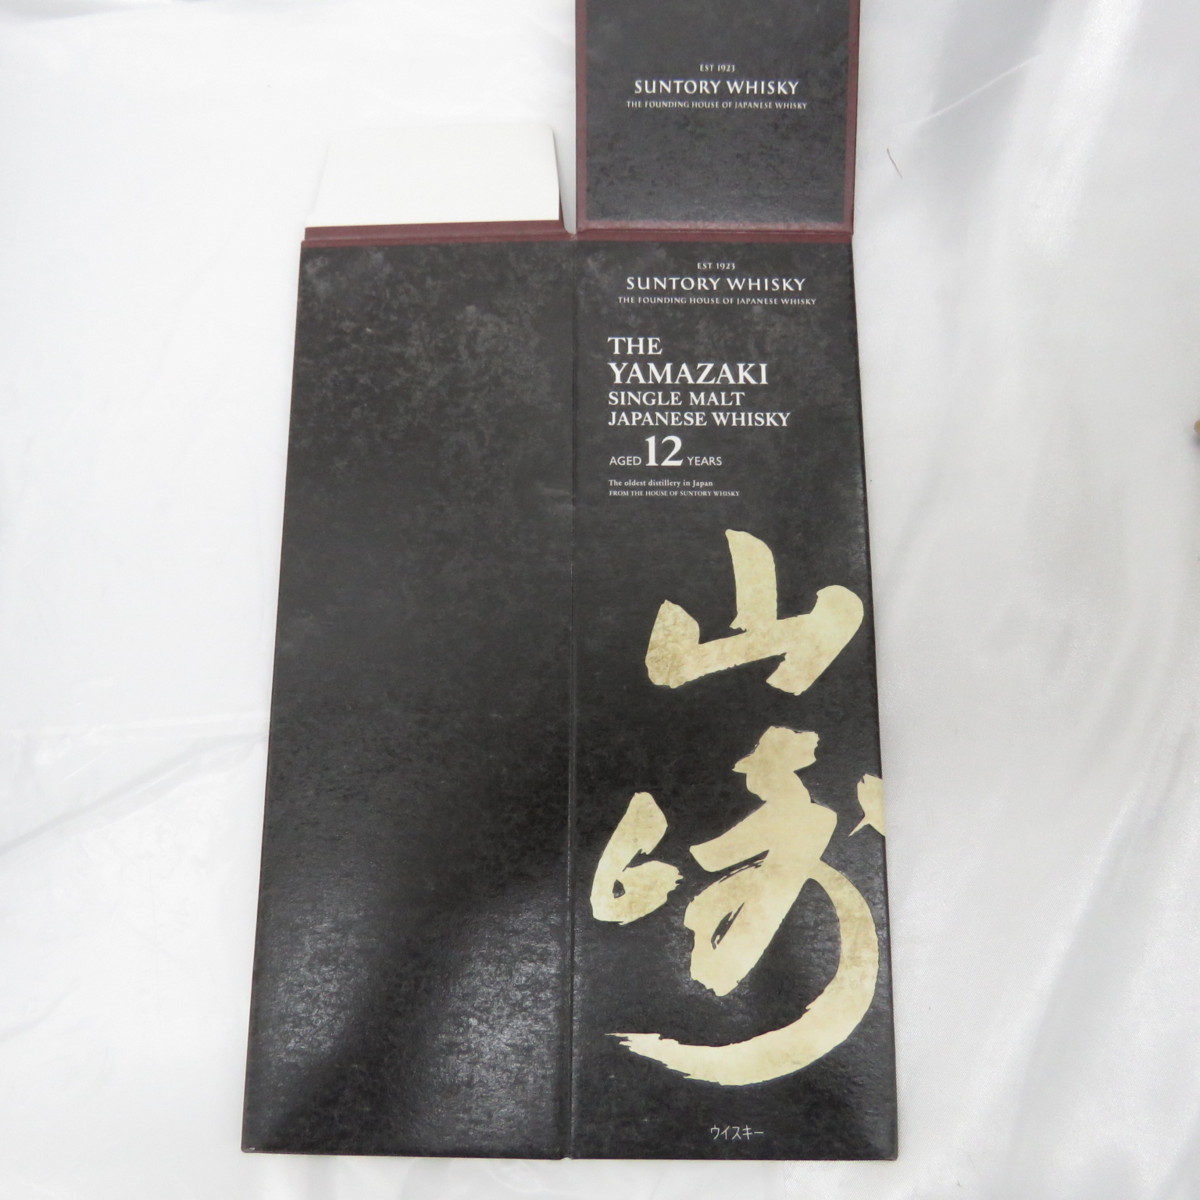 EST 1923
SUNTORY WHISKY
THE FOUNDING HOUSE OF JAPANESE WHISKY
EST 1923
SUNTORY WHISKY
THE FOUNDING HOUSE OF JAPANESE WHISKY
THE
YAMAZAKI
SINGLE MALT
JAPANESE WHISKY
AGED 12 YEARS
The oldest distillery in Japan
FROM THE HOUSE OF SUNTORY WHISKY
山
崎
ウイスキー